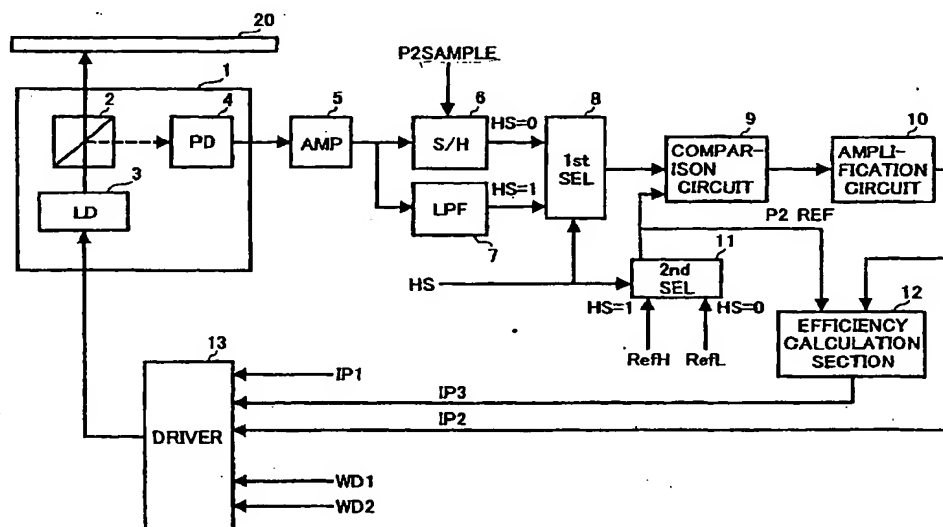 20
P2SAMPLE
1
2
4
5
6
8
9
10
PD
AMP
S/H
HS=0
1st
SEL
COMPAR-
ISON
CIRCUIT
AMPLI-
FICATION
CIRCUIT
3
LD
LPF
HS=1
7
P2 REF
11
HS
2nd
SEL
HS=1
HS=0
RefH
RefL
12
EFFICIENCY
CALCULATION
SECTION
13
DRIVER
IP1
IP3
IP2
WD1
WD2